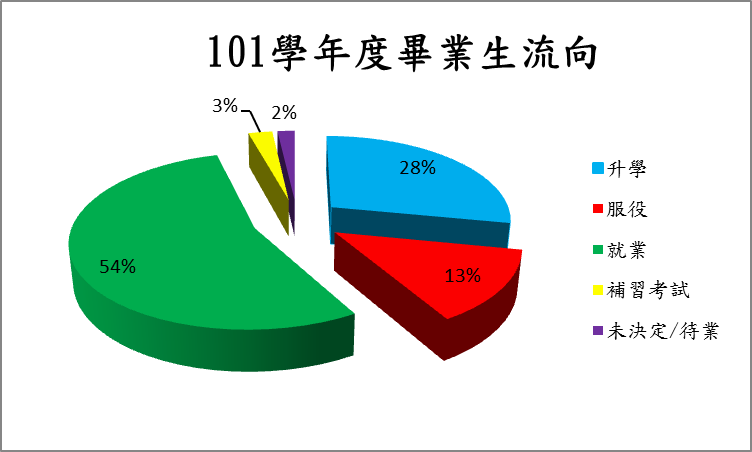 101學年度畢業生流向
3%
2%
28%
54%
13%
升學
服役
就業
補習考試
未決定/待業